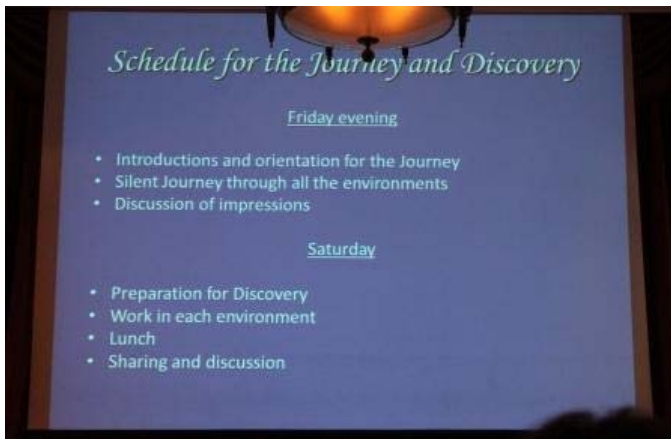 Schedule for the Journey and Discovery
Friday evening
• Introductions and orientation for the Journey
• Silent Journey through all the environments
• Discussion of impressions
Saturday
• Preparation for Discovery
• Work in each environment
• Lunch
• Sharing and discussion